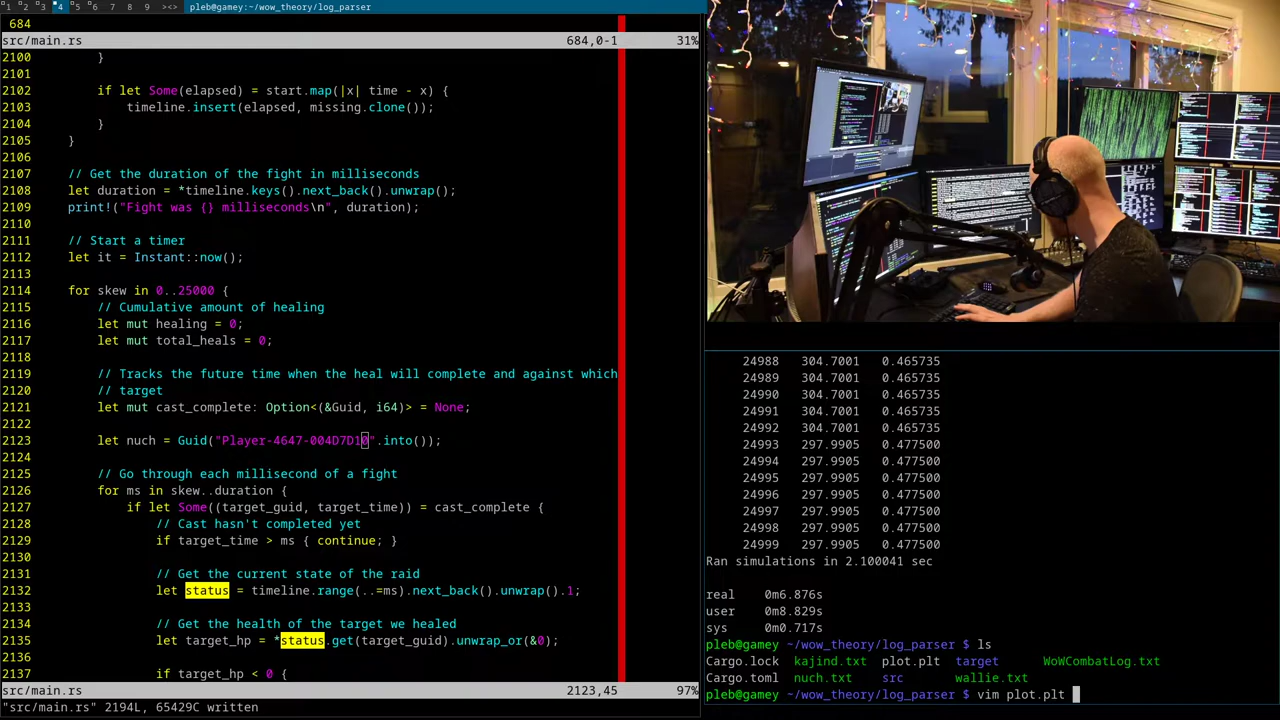 1 2 3 4 5 6 7 8 9 ><> pleb@gamey:~/wow_theory/log_parser
684
src/main.rs 684,0-1 31%
2100 }
2101
2102 if let Some(elapsed) = start.map(|x| time - x) {
2103 timeline.insert(elapsed, missing.clone());
2104 }
2105 }
2106
2107 // Get the duration of the fight in milliseconds
2108 let duration = *timeline.keys().next_back().unwrap();
2109 print!("Fight was {} milliseconds\n", duration);
2110
2111 // Start a timer
2112 let it = Instant::now();
2113
2114 for skew in 0..25000 {
2115 // Cumulative amount of healing
2116 let mut healing = 0;
2117 let mut total_heals = 0;
2118
2119 // Tracks the future time when the heal will complete and against which
2120 // target
2121 let mut cast_complete: Option<(&Guid, i64)> = None;
2122
2123 let nuch = Guid("Player-4647-004D7D10".into());
2124
2125 // Go through each millisecond of a fight
2126 for ms in skew..duration {
2127 if let Some((target_guid, target_time)) = cast_complete {
2128 // Cast hasn't completed yet
2129 if target_time > ms { continue; }
2130
2131 // Get the current state of the raid
2132 let status = timeline.range(..=ms).next_back().unwrap().1;
2133
2134 // Get the health of the target we healed
2135 let target_hp = *status.get(target_guid).unwrap_or(&0);
2136
2137 if target_hp < 0 {
src/main.rs 2123,45 97%
"src/main.rs" 2194L, 65429C written
24988 304.7001 0.465735
24989 304.7001 0.465735
24990 304.7001 0.465735
24991 304.7001 0.465735
24992 304.7001 0.465735
24993 297.9905 0.477500
24994 297.9905 0.477500
24995 297.9905 0.477500
24996 297.9905 0.477500
24997 297.9905 0.477500
24998 297.9905 0.477500
24999 297.9905 0.477500
Ran simulations in 2.100041 sec
real 0m6.876s
user 0m8.829s
sys 0m0.717s
pleb@gamey ~/wow_theory/log_parser $ ls
Cargo.lock kajind.txt plot.plt target WoWCombatLog.txt
Cargo.toml nuch.txt src wallie.txt
pleb@gamey ~/wow_theory/log_parser $ vim plot.plt